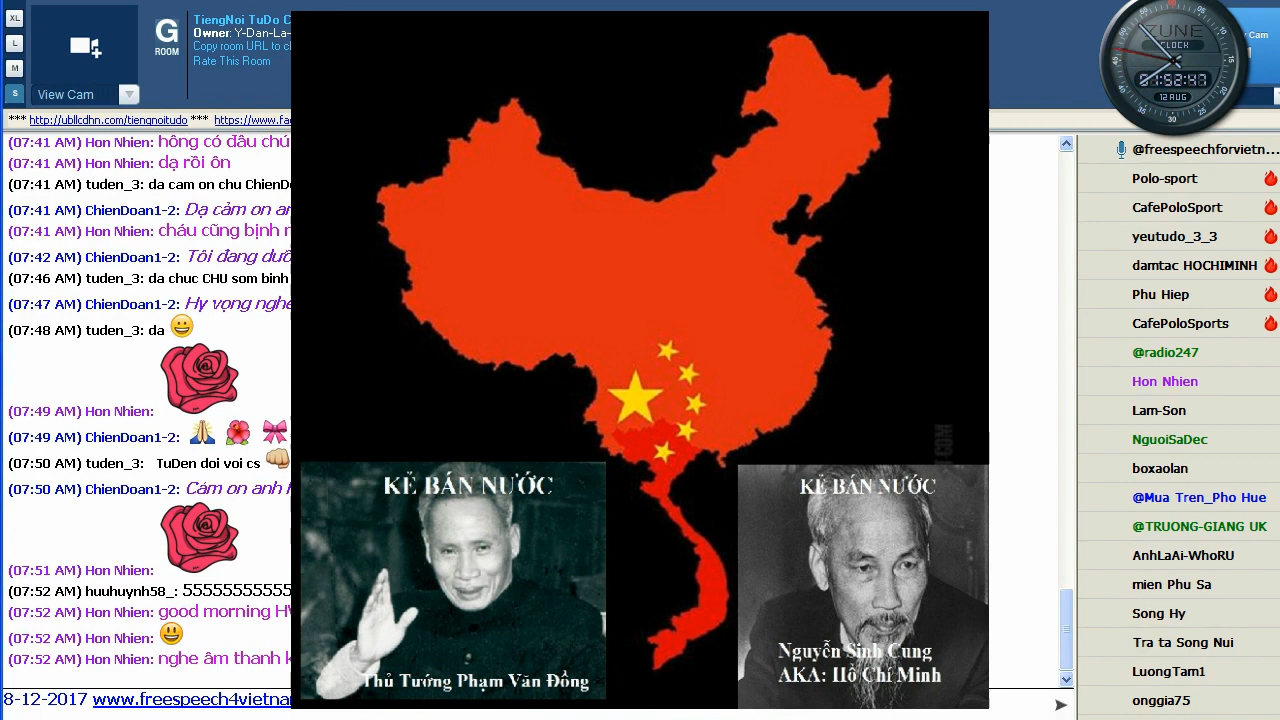 XL
L
M
S
View Cam
G
ROOM
TiengNoi TuDo C
Owner: Y-Dan-La-
Copy room URL to cl
Rate This Room
*** http://ubllcdhn.com/tiengnoitudo *** https://www.fac
(07:41 AM) Hon Nhien: hông có đâu chú
(07:41 AM) Hon Nhien: dạ rồi ôn
(07:41 AM) tuden_3: da cam on chu ChienDo
(07:41 AM) ChienDoan1-2: Dạ cảm on an
(07:41 AM) Hon Nhien: cháu cũng bịnh n
(07:42 AM) ChienDoan1-2: Tôi đang dưỡ
(07:46 AM) tuden_3: da chuc CHU som binh
(07:47 AM) ChienDoan1-2: Hy vọng nghe
(07:48 AM) tuden_3: da
(07:49 AM) Hon Nhien:
(07:49 AM) ChienDoan1-2:
(07:50 AM) tuden_3: TuDen doi voi cs
(07:50 AM) ChienDoan1-2: Cám on anh H
(07:51 AM) Hon Nhien:
(07:52 AM) huuhuynh58_: 555555555555
(07:52 AM) Hon Nhien: good morning HV
(07:52 AM) Hon Nhien:
(07:52 AM) Hon Nhien: nghe âm thanh k
8-12-2017 www.freespeech4vietna
KẺ BÁN NƯỚC
Thủ Tướng Phạm Văn Đồng
KẺ BÁN NƯỚC
Nguyễn Sinh Cung
AKA: Hồ Chí Minh
COM
ZUNE
CLOCK
01:52:47
12 AUG
Cam
@freespeechforvietn...
Polo-sport
CafePoloSport
yeutudo_3_3
damtac HOCHIMINH
Phu Hiep
CafePoloSports
@radio247
Hon Nhien
Lam-Son
NguoiSaDec
boxaolan
@Mua Tren_Pho Hue
@TRUONG-GIANG UK
AnhLaAi-WhoRU
mien Phu Sa
Song Hy
Tra ta Song Nui
LuongTam1
onggia75